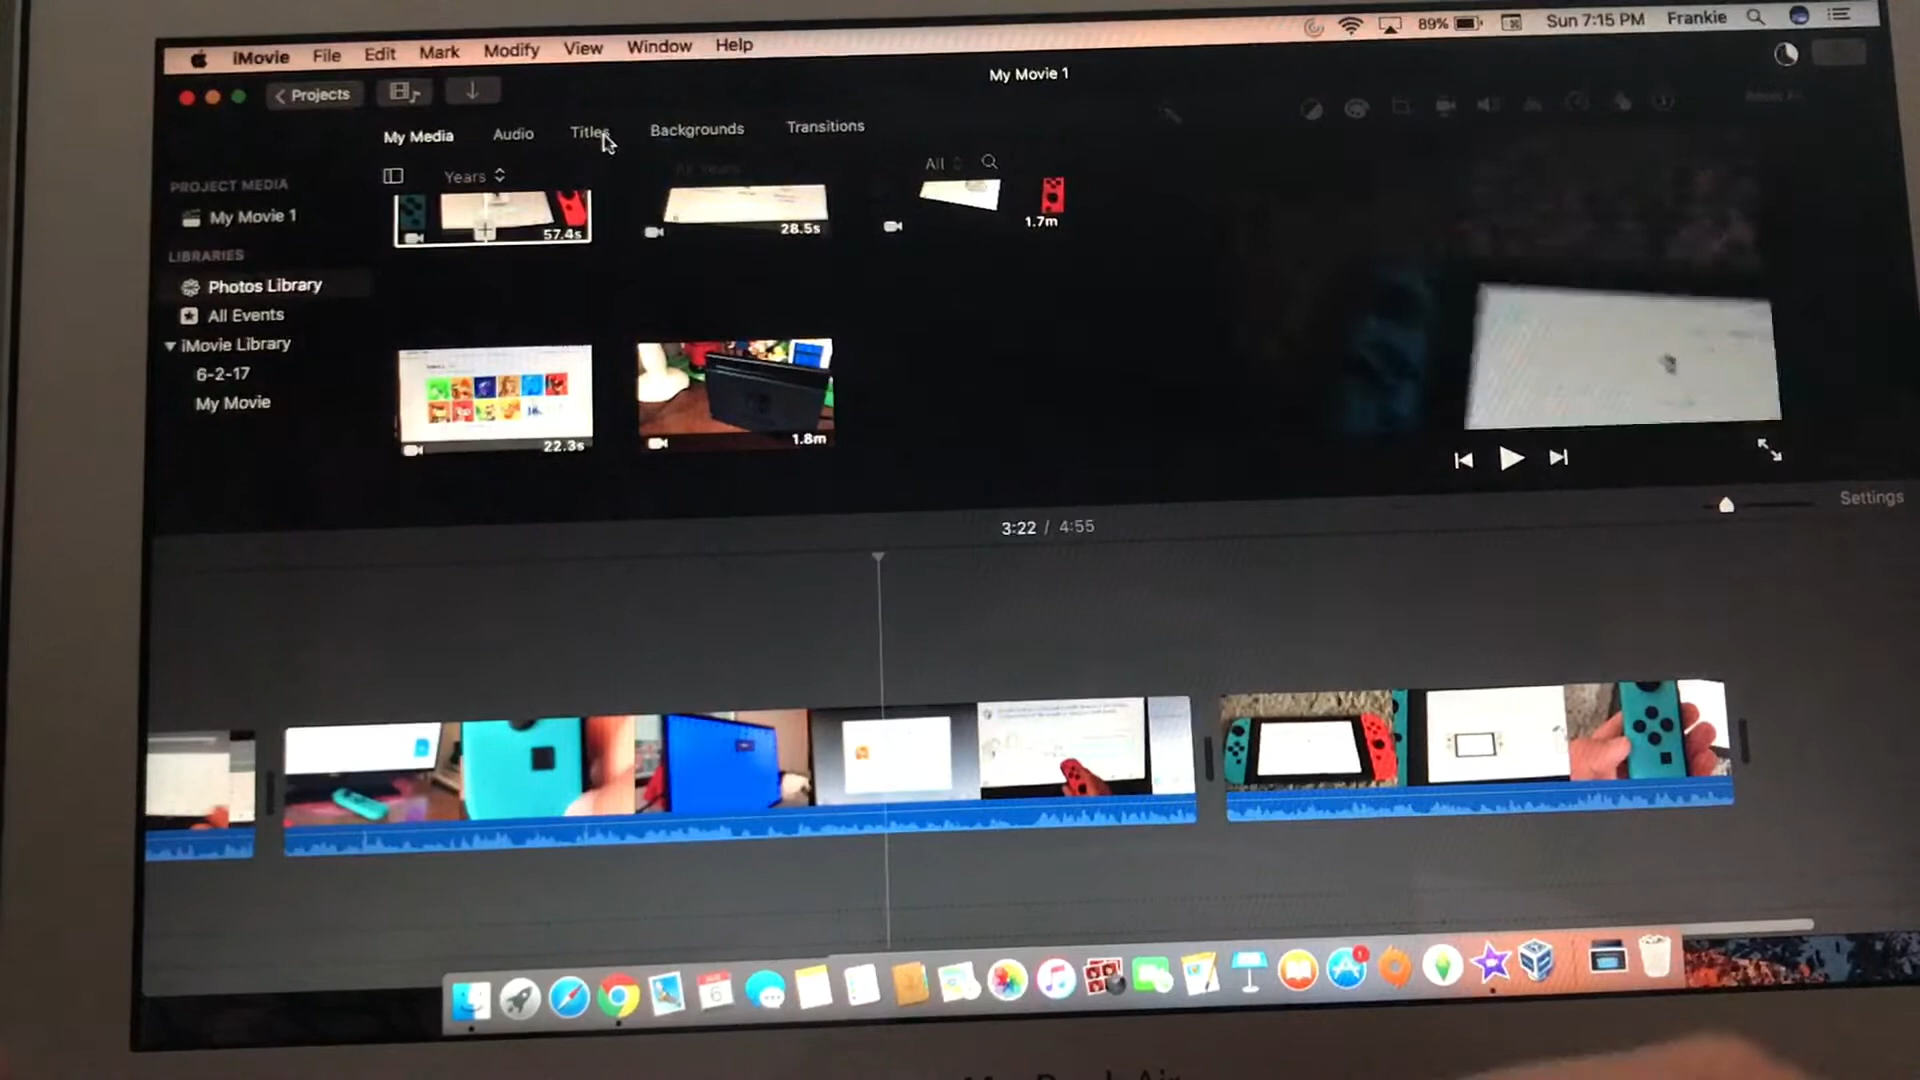 iMovie File Edit Mark Modify View Window Help
89% Sun 7:15 PM Frankie
Projects
My Movie 1
My Media Audio Titles Backgrounds Transitions
Years
All Years
All
PROJECT MEDIA
My Movie 1
LIBRARIES
Photos Library
All Events
iMovie Library
6-2-17
My Movie
57.4s
28.5s
1.7m
22.3s
1.8m
Settings
3:22 / 4:55
6